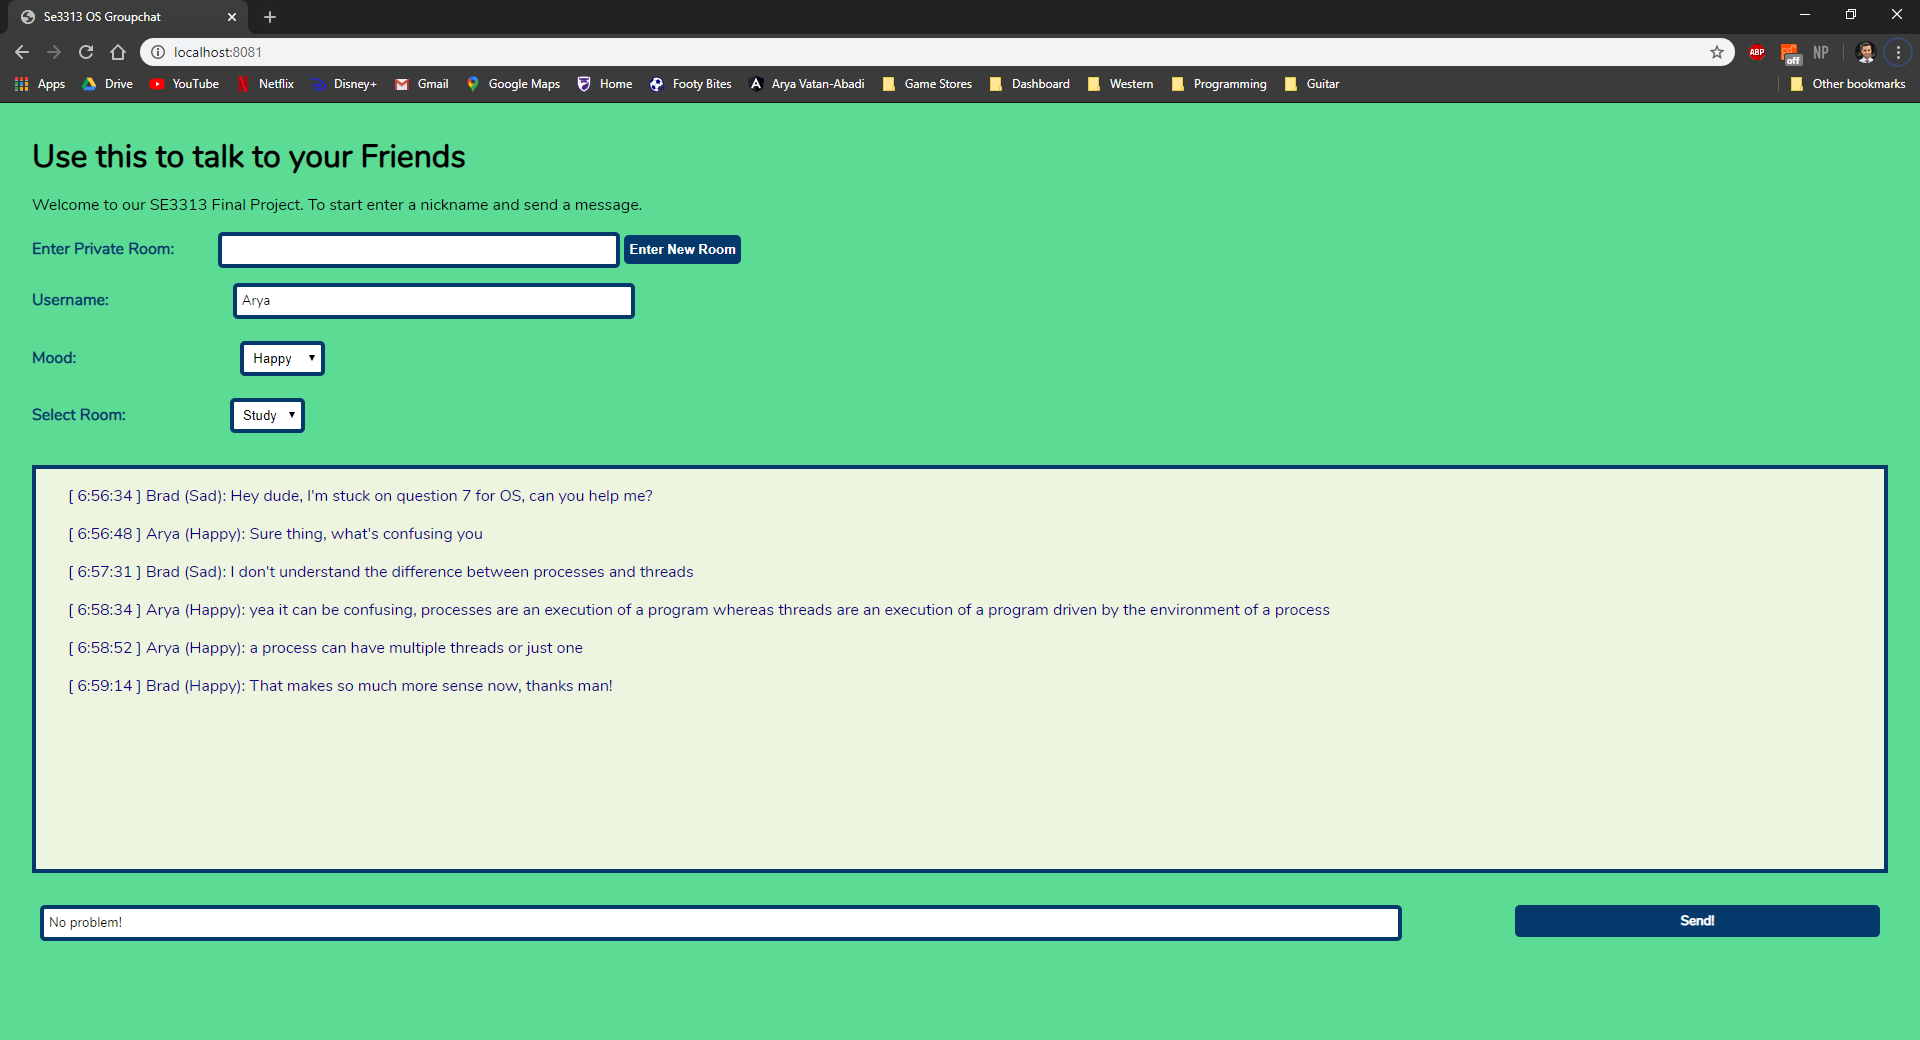 Se3313 OS Groupchat
localhost:8081
ABP off NP
Apps Drive YouTube Netflix Disney+ Gmail Google Maps Home Footy Bites A Arya Vatan-Abadi Game Stores Dashboard Western Programming Guitar Other bookmarks
Use this to talk to your Friends
Welcome to our SE3313 Final Project. To start enter a nickname and send a message.
Enter Private Room: Enter New Room
Username: Arya
Mood: Happy
Select Room: Study
[ 6:56:34 ] Brad (Sad): Hey dude, I'm stuck on question 7 for OS, can you help me?
[ 6:56:48 ] Arya (Happy): Sure thing, what's confusing you
[ 6:57:31 ] Brad (Sad): I don't understand the difference between processes and threads
[ 6:58:34 ] Arya (Happy): yea it can be confusing, processes are an execution of a program whereas threads are an execution of a program driven by the environment of a process
[ 6:58:52 ] Arya (Happy): a process can have multiple threads or just one
[ 6:59:14 ] Brad (Happy): That makes so much more sense now, thanks man!
No problem! Send!